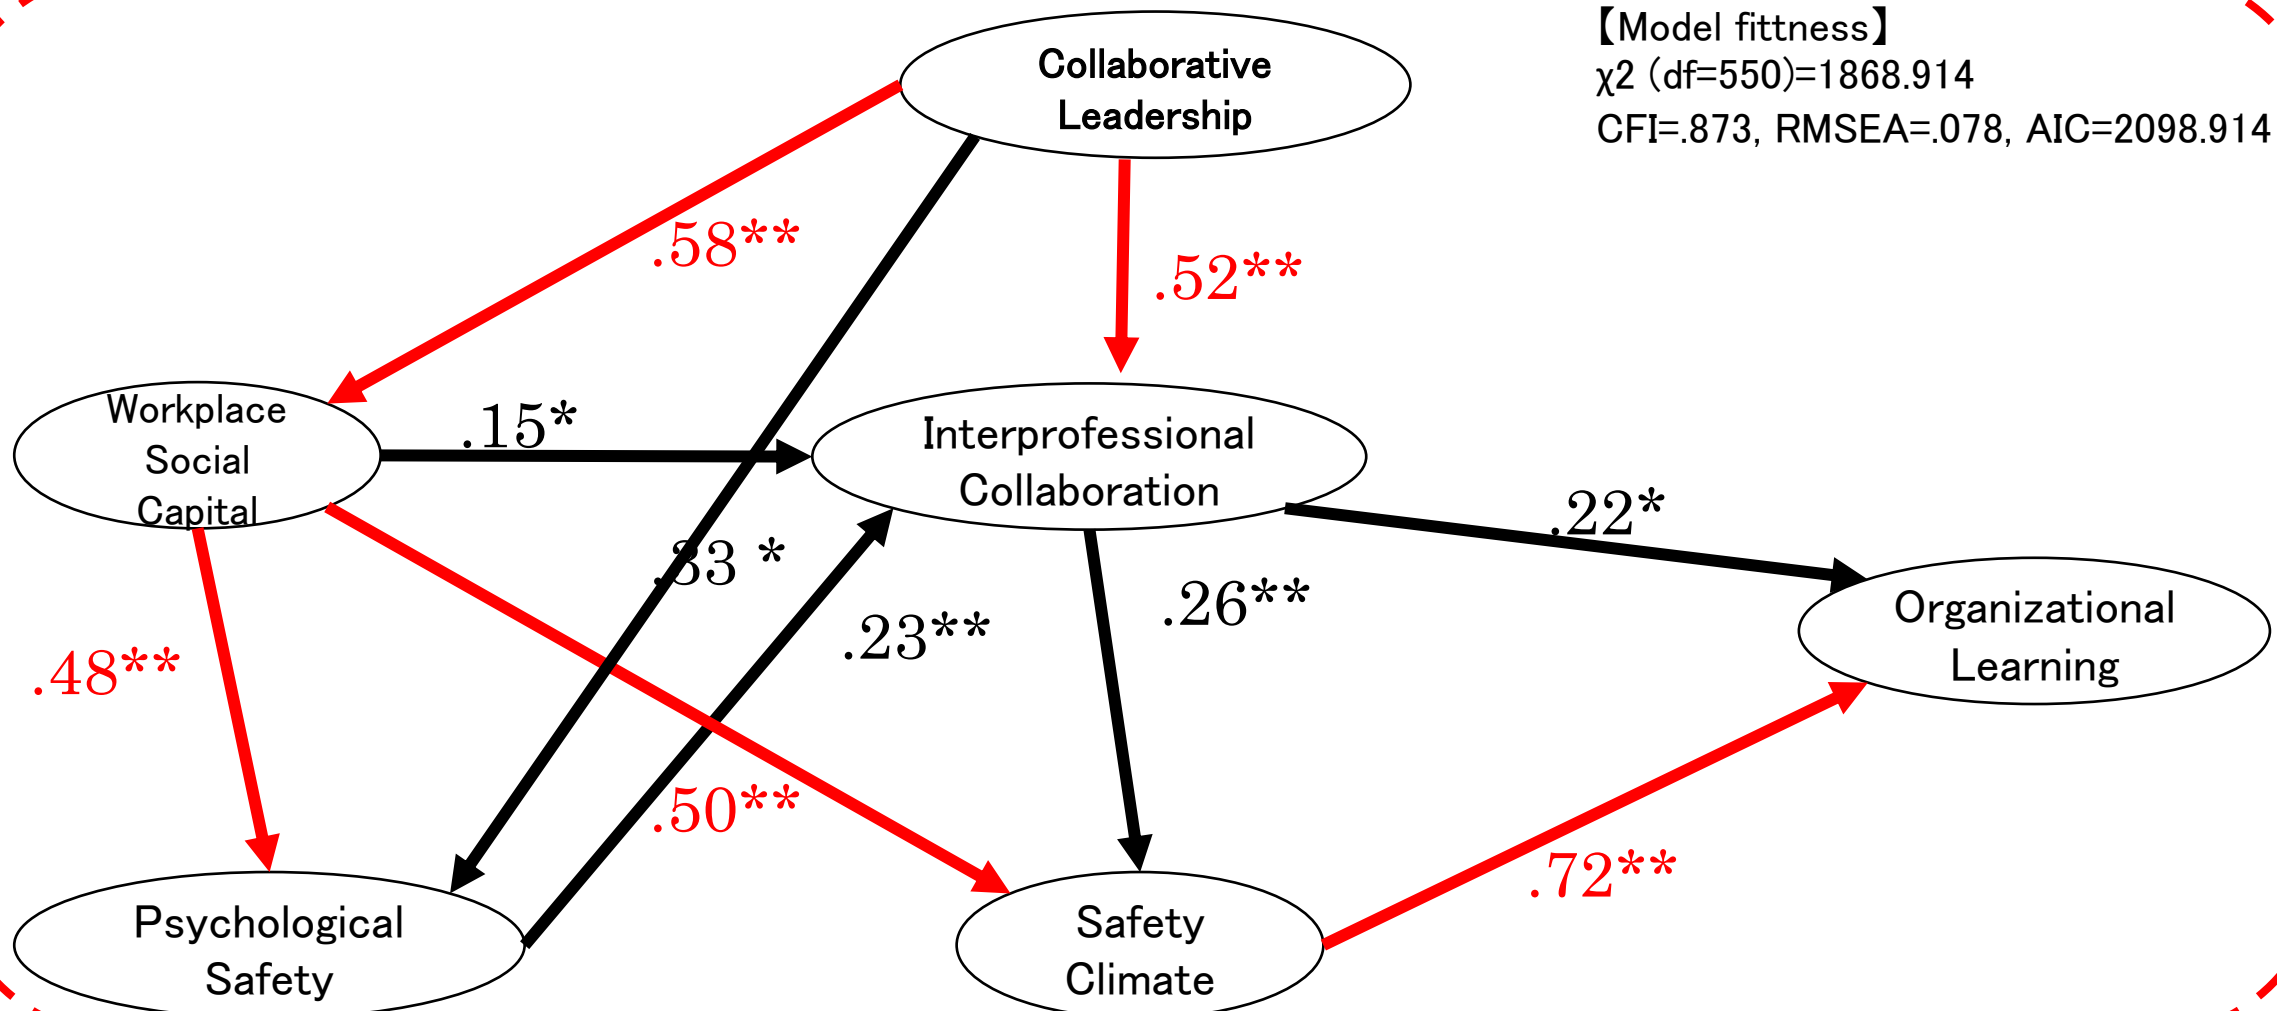 【Model fittness】
χ2 (df=550)=1868.914
CFI=.873, RMSEA=.078, AIC=2098.914
Collaborative
Leadership
.58**
.52**
Workplace
Social
Capital
.15*
Interprofessional
Collaboration
.22*
.33 *
.26**
.23**
Organizational
Learning
.48**
.50**
.72**
Psychological
Safety
Safety
Climate